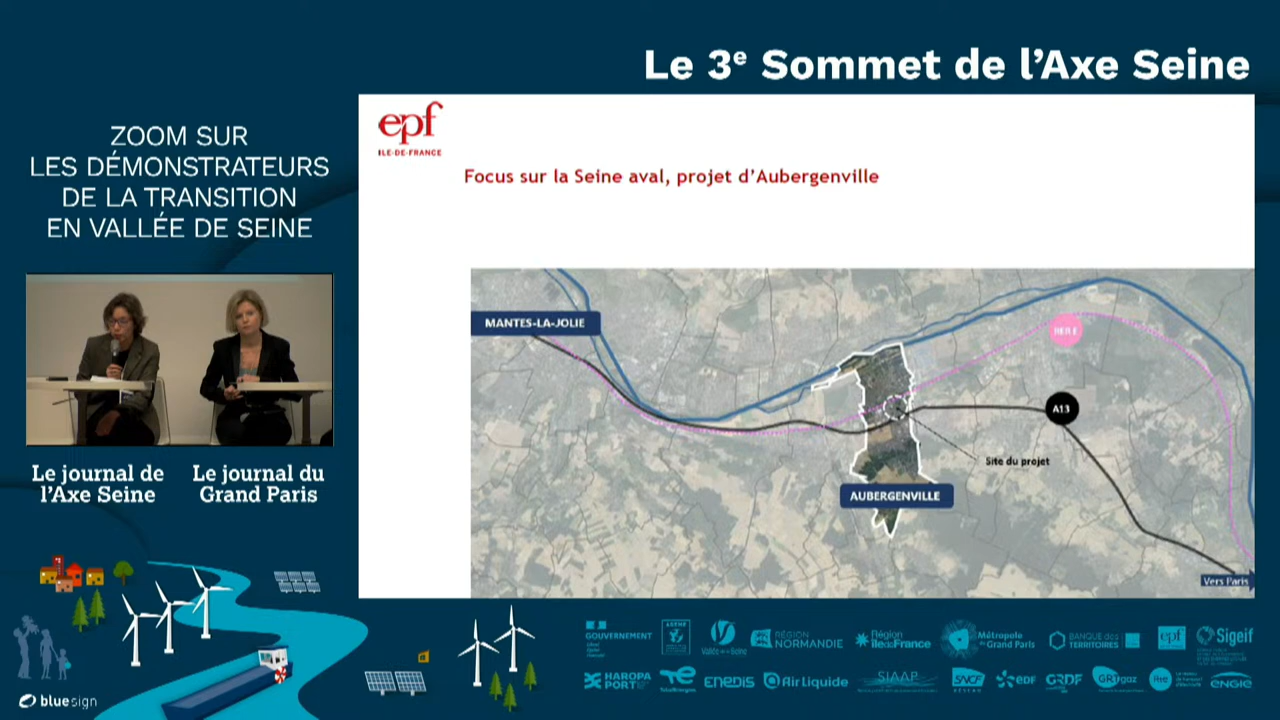 Le 3e Sommet de l'Axe Seine
ZOOM SUR
LES DÉMONSTRATEURS
DE LA TRANSITION
EN VALLÉE DE SEINE
epf
ILE-DE-FRANCE
Focus sur la Seine aval, projet d'Aubergenville
MANTES-LA-JOLIE
RER E
A13
Site du projet
AUBERGENVILLE
Vers Paris
Le journal de
l'Axe Seine
Le journal du
Grand Paris
GOUVERNEMENT
Vallée de la Seine
RÉGION
NORMANDIE
Région
îledeFrance
Métropole
du Grand Paris
BANQUE des
TERRITOIRES
epf
Sigeif
HAROPA
PORT
TotalEnergies
ENEDIS
Air Liquide
SIAAP
SNCF
RÉSEAU
eDF
GRDF
GRTgaz
Rte
ENGIE
bluesign